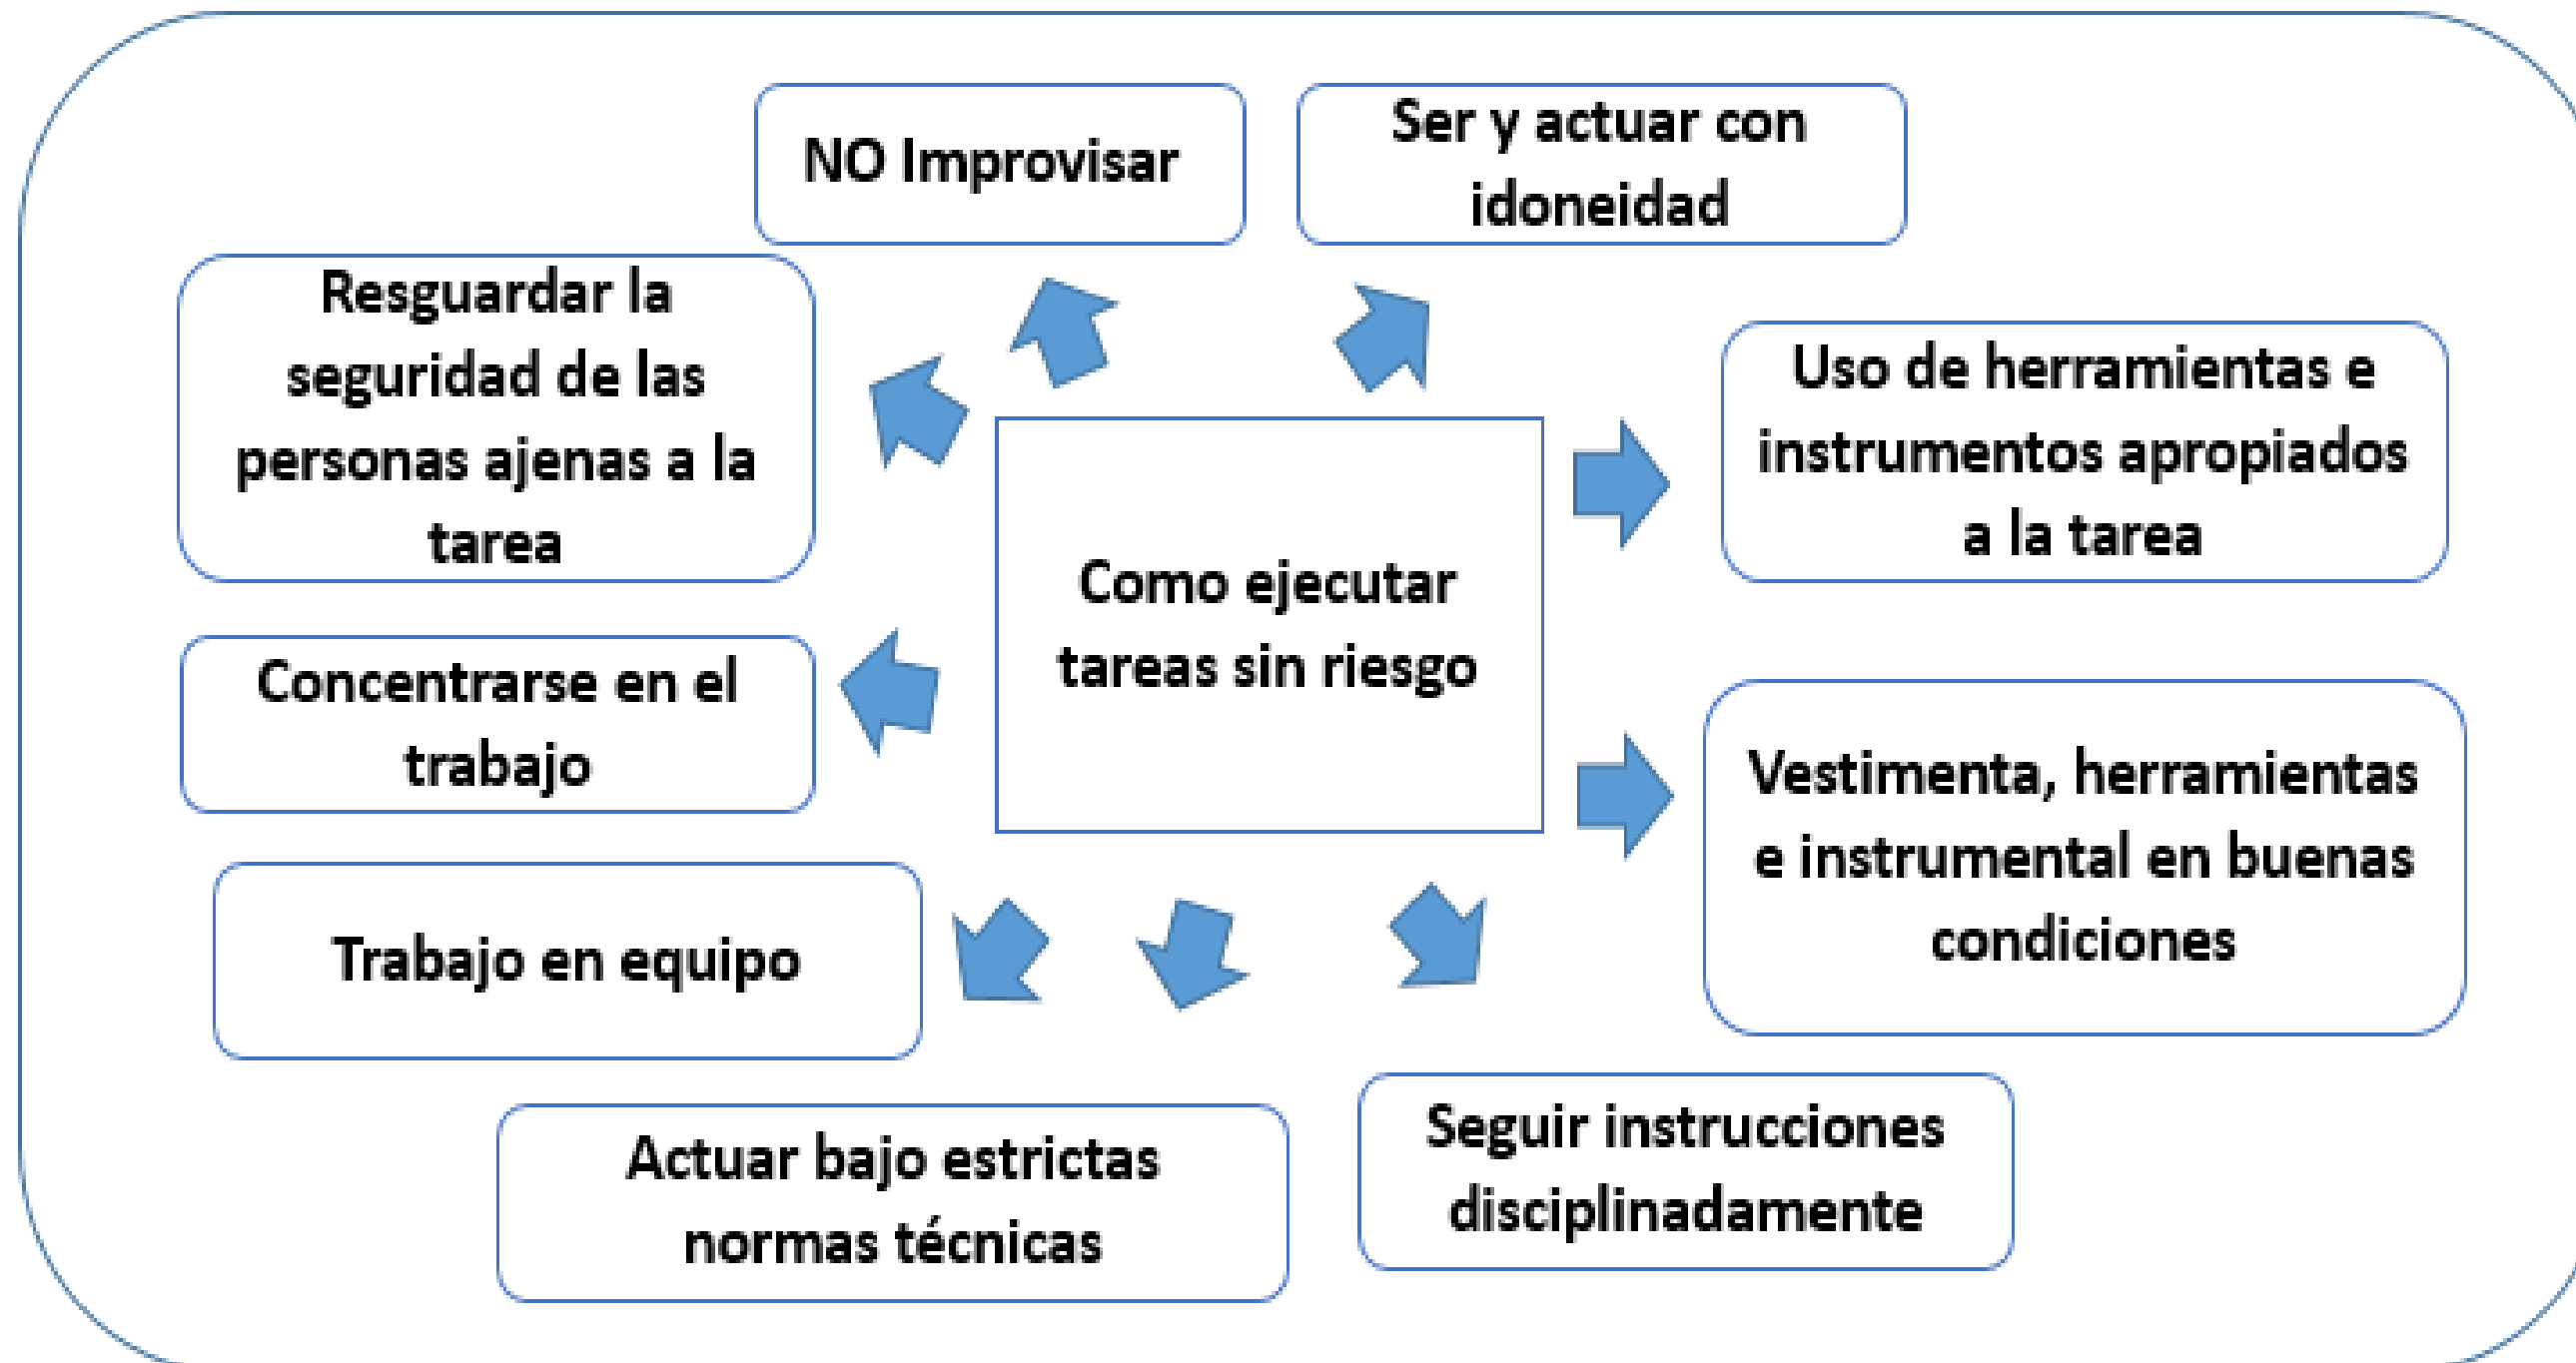 NO Improvisar
Ser y actuar con
idoneidad
Resguardar la
seguridad de las
personas ajenas a la
tarea
Uso de herramientas e
instrumentos apropiados
a la tarea
Como ejecutar
tareas sin riesgo
Concentrarse en el
trabajo
Vestimenta, herramientas
e instrumental en buenas
condiciones
Trabajo en equipo
Actuar bajo estrictas
normas técnicas
Seguir instrucciones
disciplinadamente